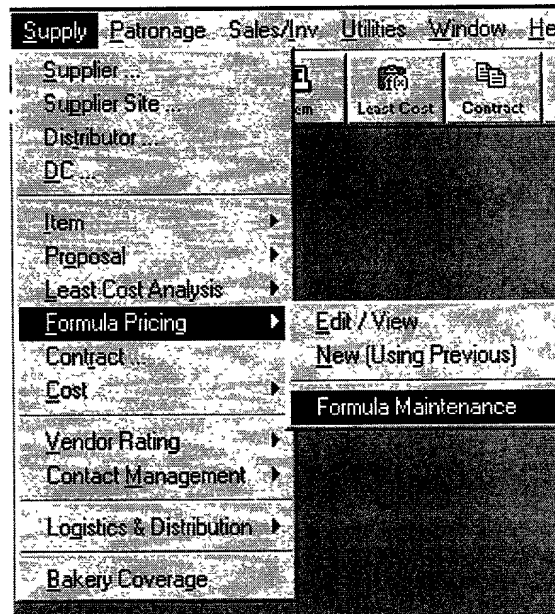 Supply Patronage Sales/Inv Utilities Window He
Supplier ...
Supplier Site ...
Distributor ...
DC ...
em Least Cost Contract
f(x)
Item
Proposal
Least Cost Analysis
Formula Pricing
Edit / View
Contract ...
New (Using Previous)
Cost
Formula Maintenance
Vendor Rating
Contact Management
Logistics & Distribution
Bakery Coverage